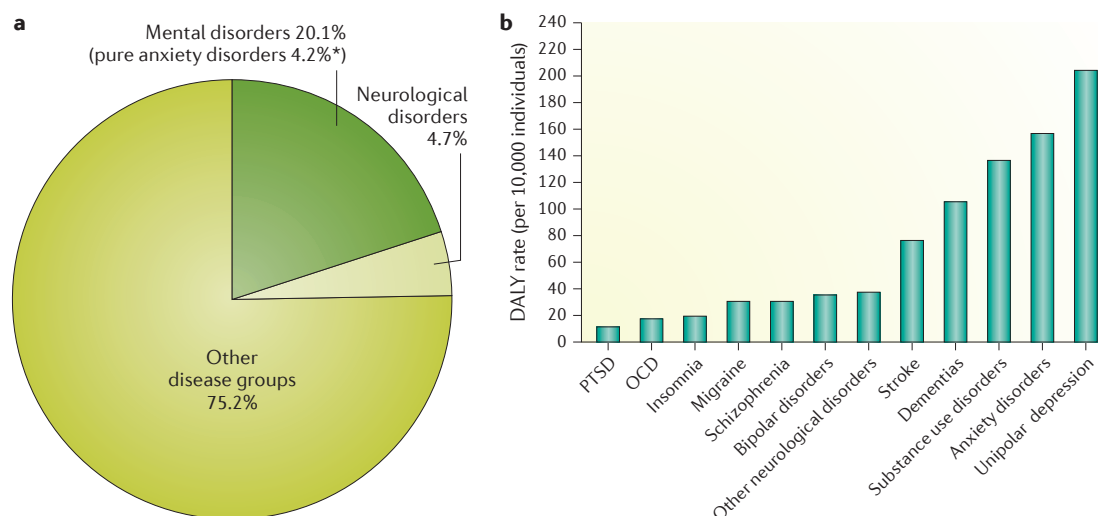 a
Mental disorders 20.1%
(pure anxiety disorders 4.2%*)
Neurological
disorders
4.7%
Other
disease groups
75.2%
b
DALY rate (per 10,000 individuals)
240
220
200
180
160
140
120
100
80
60
40
20
0
PTSD
OCD
Insomnia
Migraine
Schizophrenia
Bipolar disorders
Other neurological disorders
Stroke
Dementias
Substance use disorders
Anxiety disorders
Unipolar depression